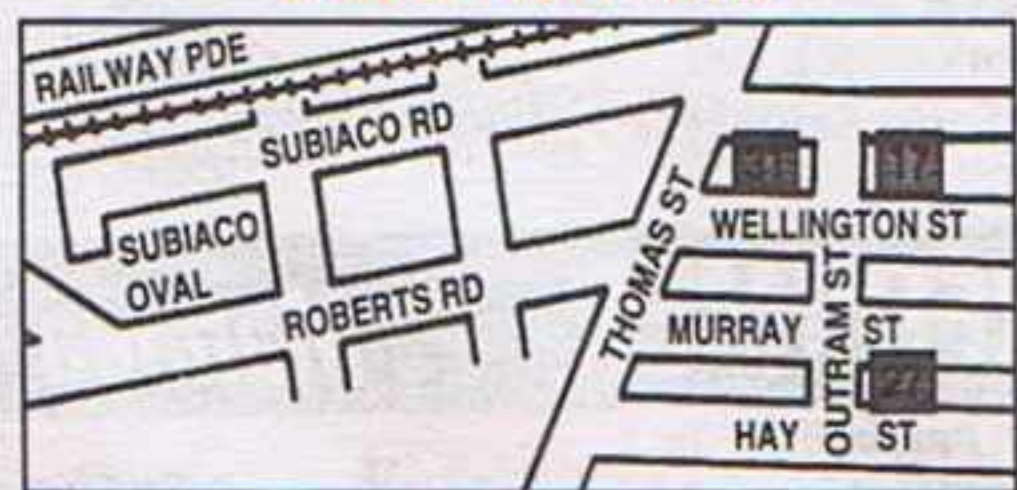 RAILWAY PDE
SUBIACO RD
SUBIACO
OVAL
ROBERTS RD
THOMAS ST
WELLINGTON ST
MURRAY ST
OUTRAM ST
HAY ST